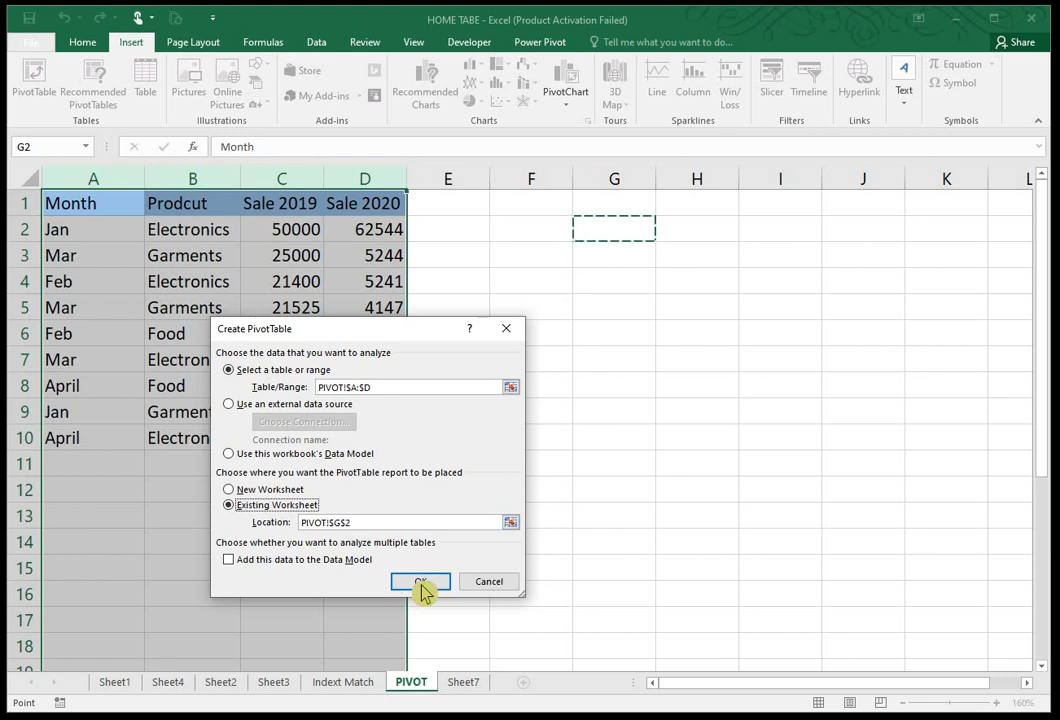 HOME TABE - Excel (Product Activation Failed)
File Home Insert Page Layout Formulas Data Review View Developer Power Pivot Tell me what you want to do... Share
PivotTable Recommended PivotTables Table Pictures Online Pictures Store My Add-ins Recommended Charts PivotChart 3D Map Line Column Win/Loss Slicer Timeline Hyperlink Text Equation Symbol
Tables Illustrations Add-ins Charts Tours Sparklines Filters Links Symbols
G2 fx Month
A B C D E F G H I J K L
1 Month Prodcut Sale 2019 Sale 2020
2 Jan Electronics 50000 62544
3 Mar Garments 25000 5244
4 Feb Electronics 21400 5241
5 Mar Garments 21525 4147
6 Feb Food
7 Mar Electron
8 April Food
9 Jan Garmen
10 April Electron
11
12
13
14
15
16
17
18
19
Create PivotTable ?
Choose the data that you want to analyze
Select a table or range
Table/Range: PIVOT!$A:$D
Use an external data source
Choose Connection...
Connection name:
Use this workbook's Data Model
Choose where you want the PivotTable report to be placed
New Worksheet
Existing Worksheet
Location: PIVOT!$G$2
Choose whether you want to analyze multiple tables
Add this data to the Data Model
OK Cancel
Sheet1 Sheet4 Sheet2 Sheet3 Indext Match PIVOT Sheet7
Point 160%